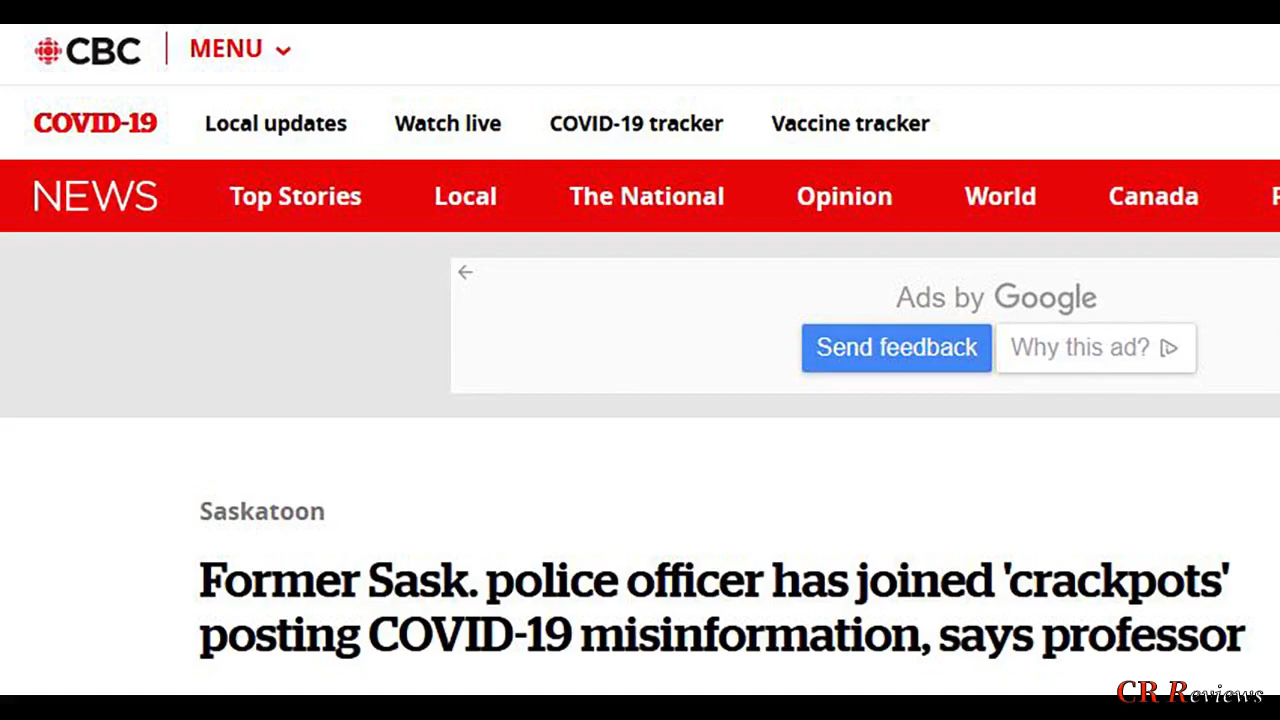 CBC MENU
COVID-19 Local updates Watch live COVID-19 tracker Vaccine tracker
NEWS Top Stories Local The National Opinion World Canada
Ads by Google
Send feedback Why this ad?
Saskatoon
Former Sask. police officer has joined 'crackpots'
posting COVID-19 misinformation, says professor
CR Reviews